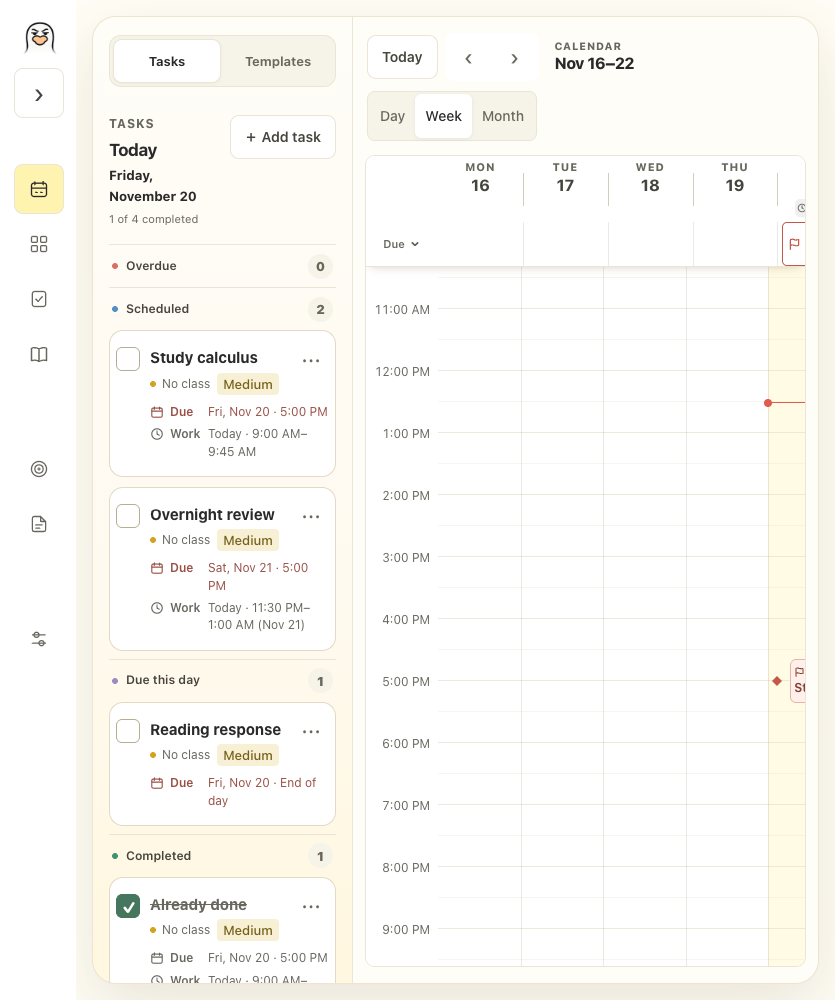 Tasks
Templates
TASKS
Today
Friday,
November 20
1 of 4 completed
+ Add task
Overdue
0
Scheduled
2
Study calculus
No class
Medium
Due
Fri, Nov 20 · 5:00 PM
Work
Today · 9:00 AM–
9:45 AM
Overnight review
No class
Medium
Due
Sat, Nov 21 · 5:00
PM
Work
Today · 11:30 PM–
1:00 AM (Nov 21)
Due this day
1
Reading response
No class
Medium
Due
Fri, Nov 20 · End of
day
Completed
1
Already done
No class
Medium
Due
Fri, Nov 20 · 5:00 PM
Work
Today · 9:00 AM–
Today
CALENDAR
Nov 16–22
Day
Week
Month
MON
16
TUE
17
WED
18
THU
19
Due
11:00 AM
12:00 PM
1:00 PM
2:00 PM
3:00 PM
4:00 PM
5:00 PM
6:00 PM
7:00 PM
8:00 PM
9:00 PM